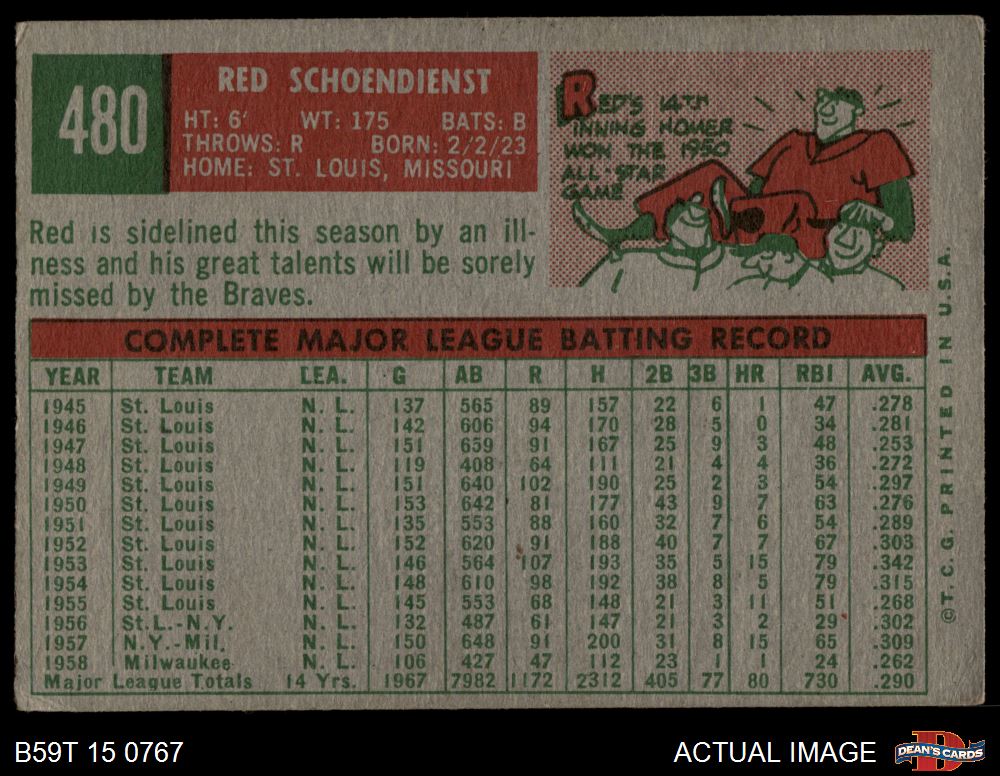 480
RED SCHOENDIENST
HT: 6' WT: 175 BATS: B
THROWS: R BORN: 2/2/23
HOME: ST. LOUIS, MISSOURI
RED'S 14TH
INNING HOMER
WON THE 1950
ALL STAR
GAME
Red is sidelined this season by an ill-
ness and his great talents will be sorely
missed by the Braves.
COMPLETE MAJOR LEAGUE BATTING RECORD
YEAR TEAM LEA. G AB R H 2B 3B HR RBI AVG.
1945 St. Louis N. L. 137 565 89 157 22 6 1 47 .278
1946 St. Louis N. L. 142 606 94 170 28 5 0 34 .281
1947 St. Louis N. L. 151 659 91 167 25 9 3 48 .253
1948 St. Louis N. L. 119 408 64 111 21 4 4 36 .272
1949 St. Louis N. L. 151 640 102 190 25 2 3 54 .297
1950 St. Louis N. L. 153 642 81 177 43 9 7 63 .276
1951 St. Louis N. L. 135 553 88 160 32 7 6 54 .289
1952 St. Louis N. L. 152 620 91 188 40 7 7 67 .303
1953 St. Louis N. L. 146 564 107 193 35 5 15 79 .342
1954 St. Louis N. L. 148 610 98 192 38 8 5 79 .315
1955 St. Louis N. L. 145 553 68 148 21 3 11 51 .268
1956 St.L.-N.Y. N. L. 132 487 61 147 21 3 2 29 .302
1957 N.Y.-Mil. N. L. 150 648 91 200 31 8 15 65 .309
1958 Milwaukee N. L. 106 427 47 112 23 1 1 24 .262
Major League Totals 14 Yrs. 1967 7982 1172 2312 405 77 80 730 .290
©T.C.G. PRINTED IN U.S.A.
B59T 15 0767
ACTUAL IMAGE
D
DEAN'S CARDS